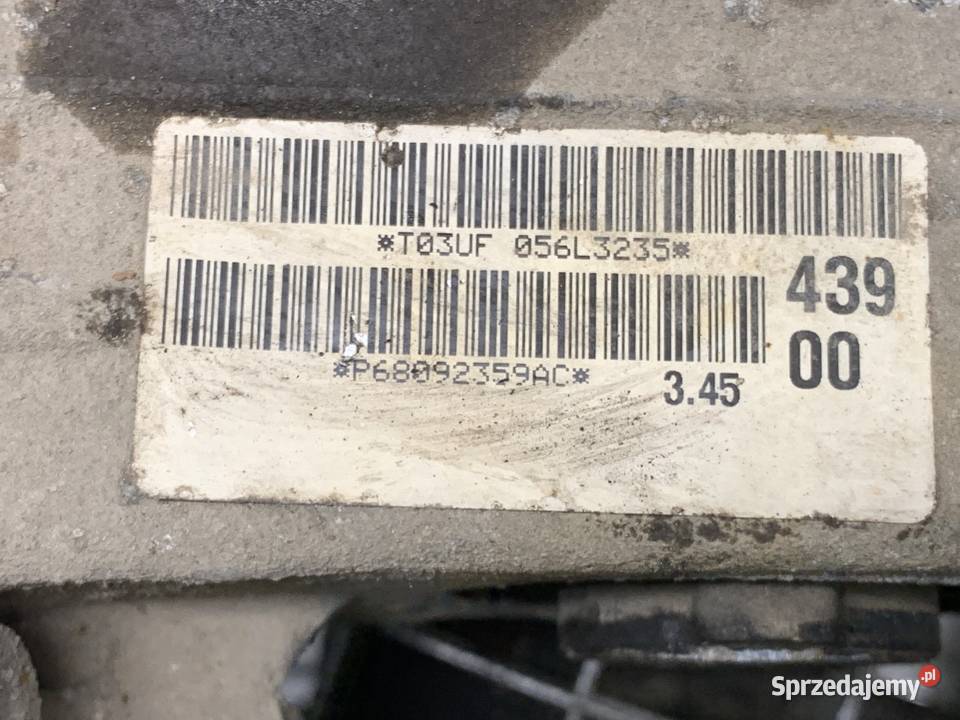 *T03UF 056L3235*
439
*P68092359AC*
3.45
00
Sprzedajemy.pl